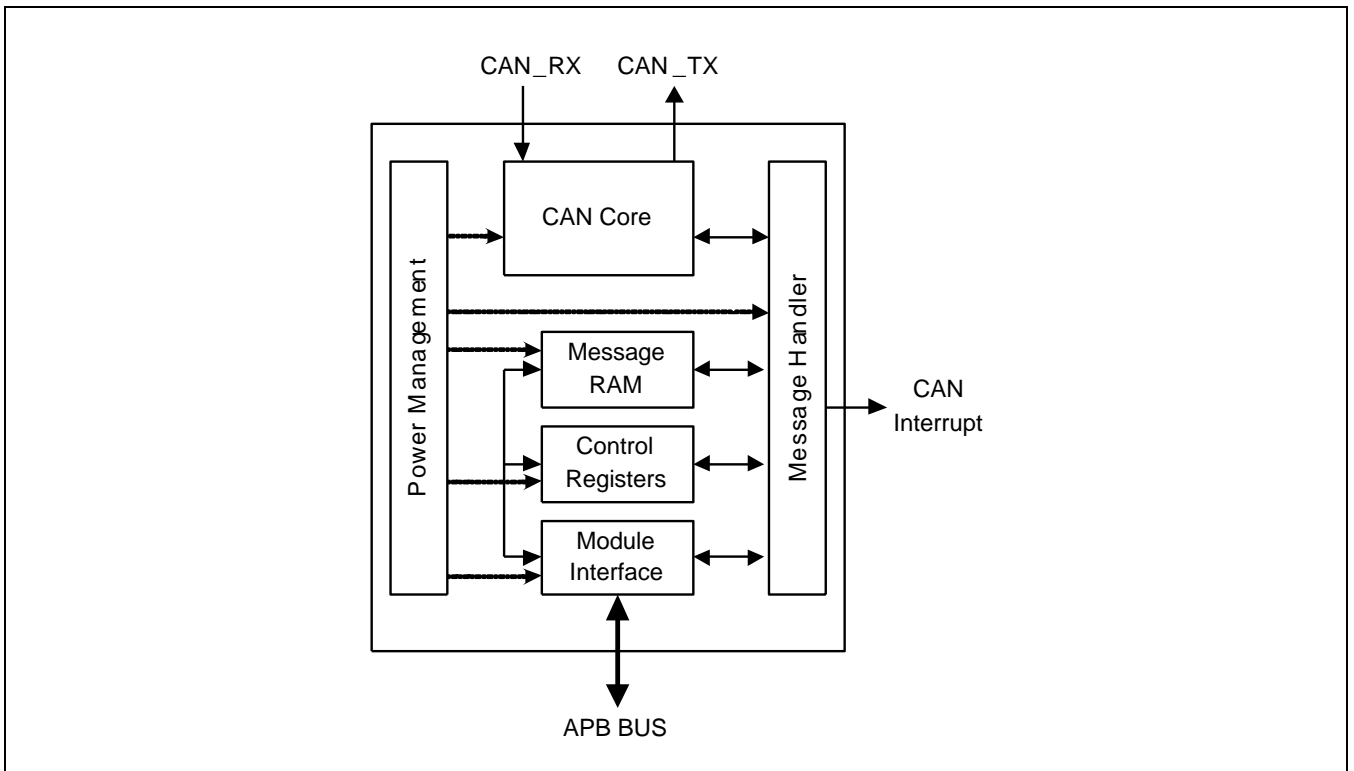 CAN_RX
CAN_TX
CAN Core
Power Management
Message Handler
Message
RAM
Control
Registers
Module
Interface
CAN
Interrupt
APB BUS